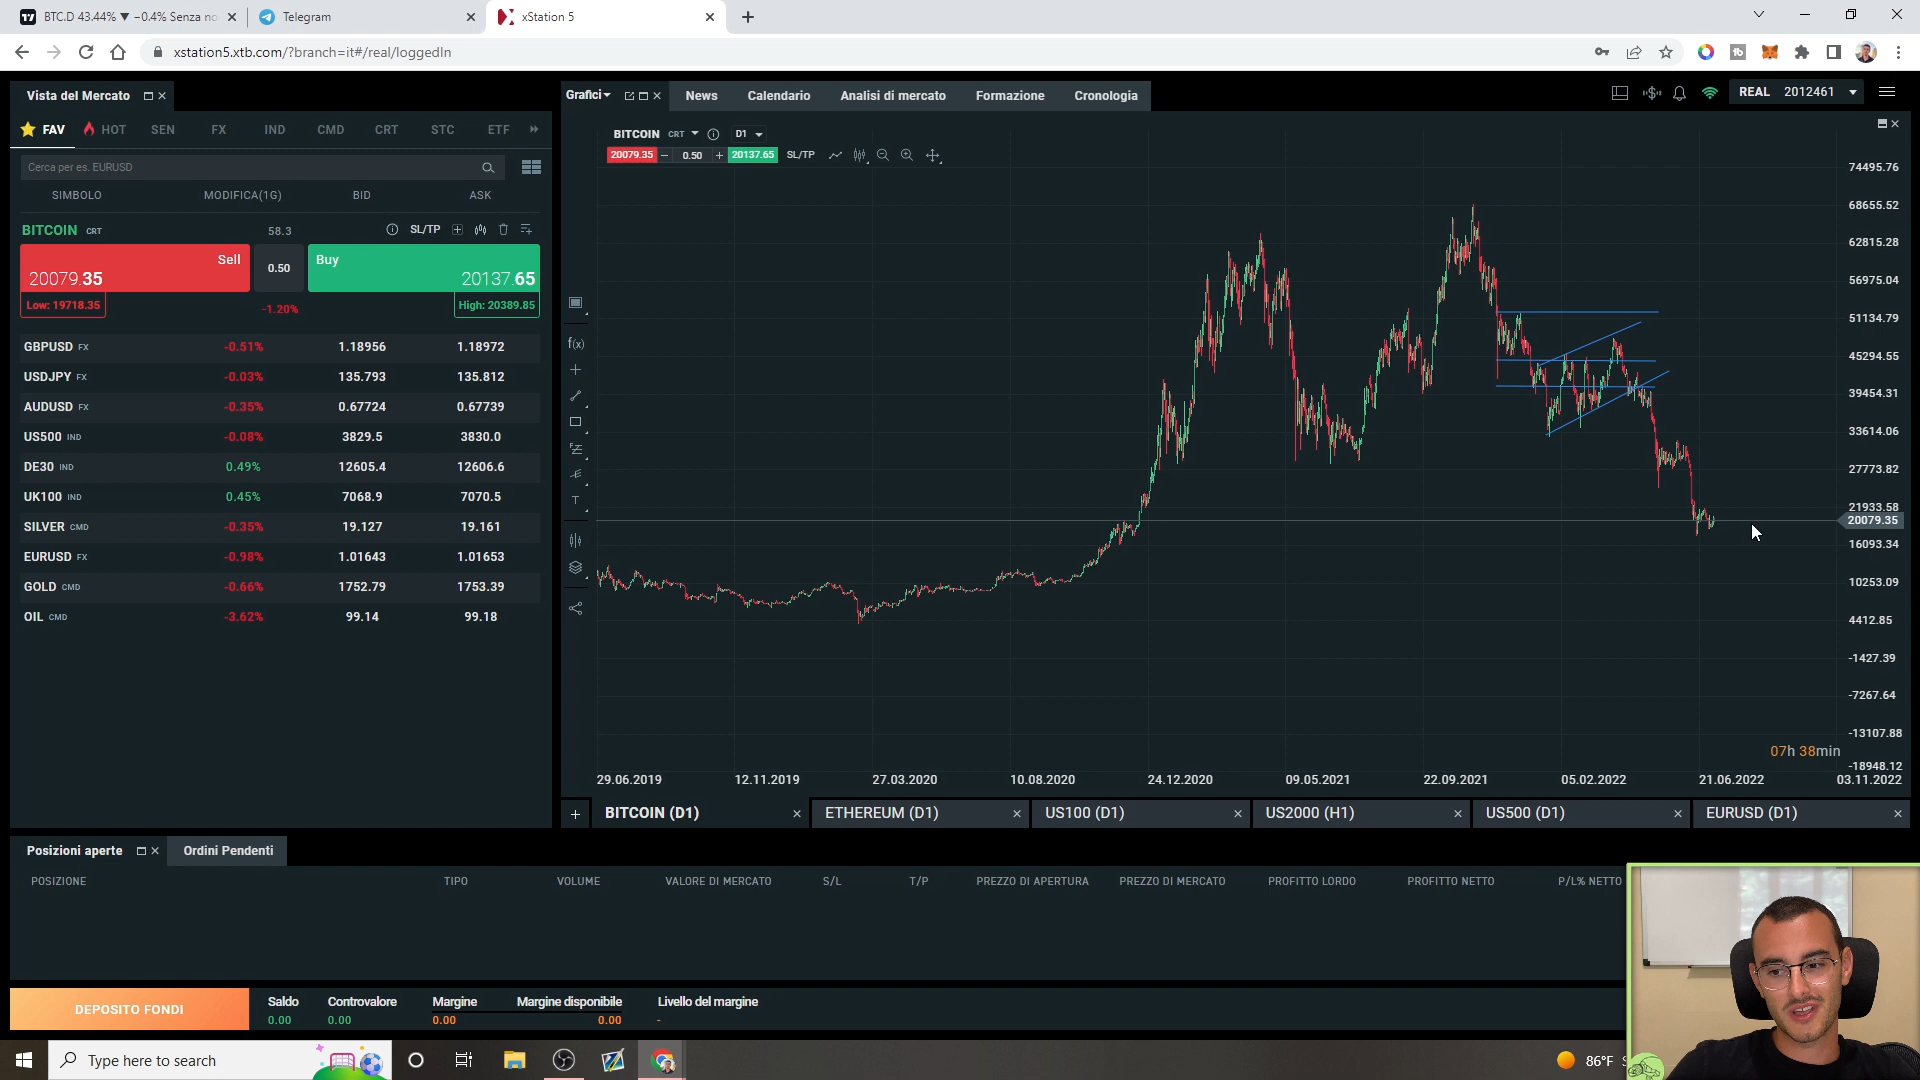 BTC.D 43.44% ▼ −0.4% Senza no
Telegram
xStation 5
xstation5.xtb.com/?branch=it#/real/loggedIn
Vista del Mercato
FAV HOT SEN FX IND CMD CRT STC ETF
Cerca per es. EURUSD
SIMBOLO MODIFICA(1G) BID ASK
BITCOIN CRT 58.3 SL/TP
Sell 20079.35
0.50
Buy 20137.65
Low: 19718.35 -1.20% High: 20389.85
GBPUSD FX -0.51% 1.18956 1.18972
USDJPY FX -0.03% 135.793 135.812
AUDUSD FX -0.35% 0.67724 0.67739
US500 IND -0.08% 3829.5 3830.0
DE30 IND 0.49% 12605.4 12606.6
UK100 IND 0.45% 7068.9 7070.5
SILVER CMD -0.35% 19.127 19.161
EURUSD FX -0.98% 1.01643 1.01653
GOLD CMD -0.66% 1752.79 1753.39
OIL CMD -3.62% 99.14 99.18
Grafici News Calendario Analisi di mercato Formazione Cronologia
REAL 2012461
BITCOIN CRT D1
20079.35 − 0.50 + 20137.65 SL/TP
f(x)
T
74495.76
68655.52
62815.28
56975.04
51134.79
45294.55
39454.31
33614.06
27773.82
21933.58
20079.35
16093.34
10253.09
4412.85
-1427.39
-7267.64
-13107.88
-18948.12
07h 38min
29.06.2019 12.11.2019 27.03.2020 10.08.2020 24.12.2020 09.05.2021 22.09.2021 05.02.2022 21.06.2022 03.11.2022
BITCOIN (D1) ETHEREUM (D1) US100 (D1) US2000 (H1) US500 (D1) EURUSD (D1)
Posizioni aperte Ordini Pendenti
POSIZIONE TIPO VOLUME VALORE DI MERCATO S/L T/P PREZZO DI APERTURA PREZZO DI MERCATO PROFITTO LORDO PROFITTO NETTO P/L% NETTO
DEPOSITO FONDI
Saldo Controvalore Margine Margine disponibile Livello del margine
0.00 0.00 0.00 0.00 -
Type here to search
86°F